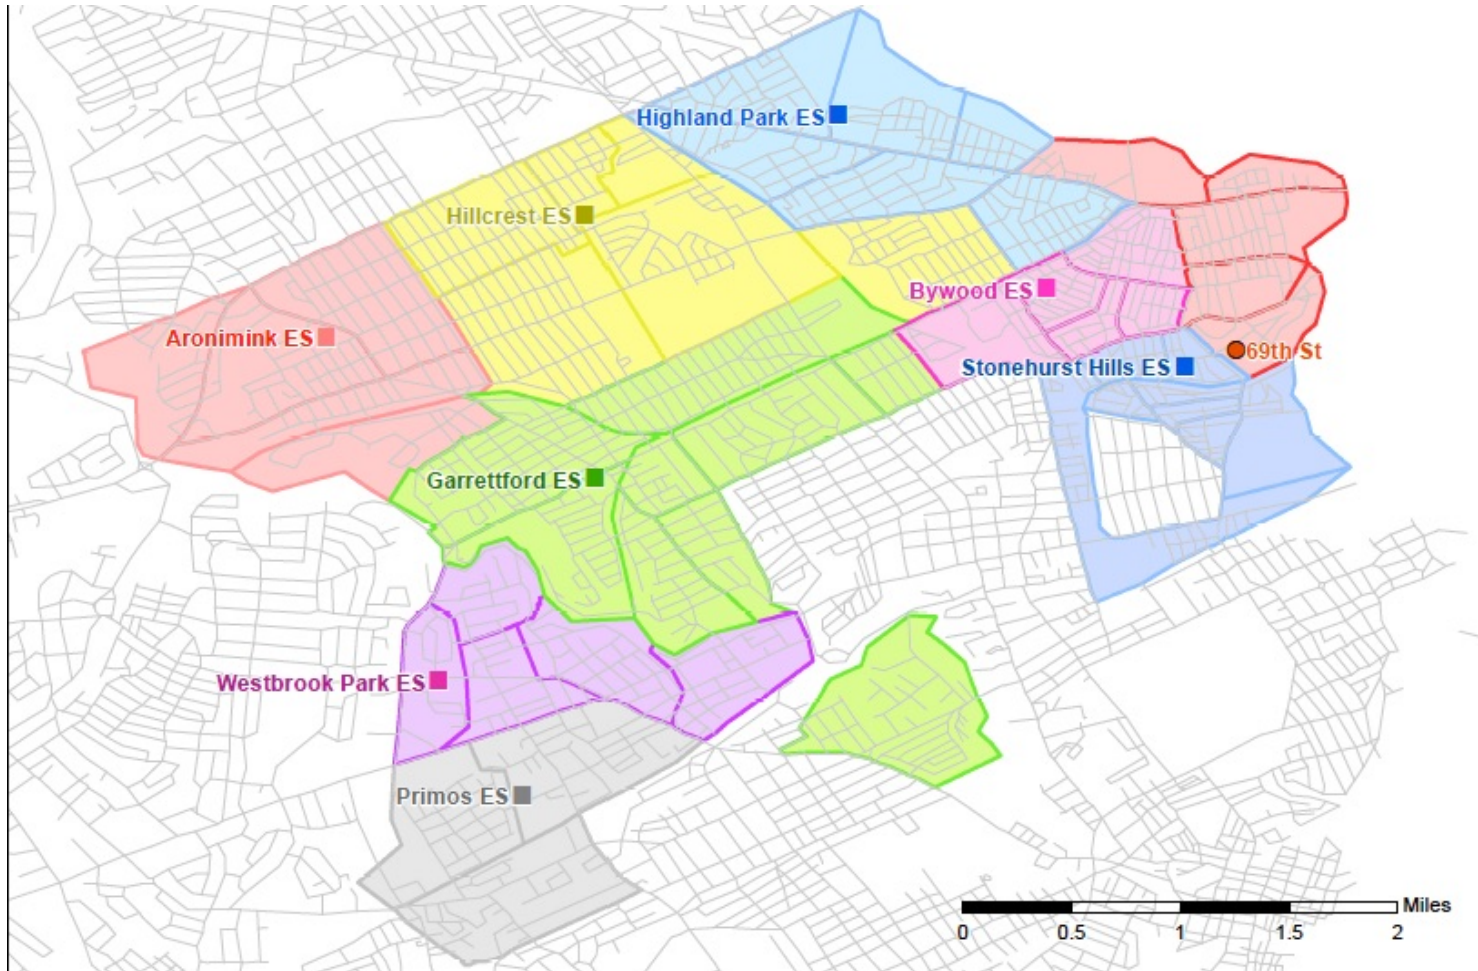 Highland Park ES
Hillcrest ES
Bywood ES
Aronimink ES
69th St
Stonehurst Hills ES
Garrettford ES
Westbrook Park ES
Primos ES
Miles
0 0.5 1 1.5 2